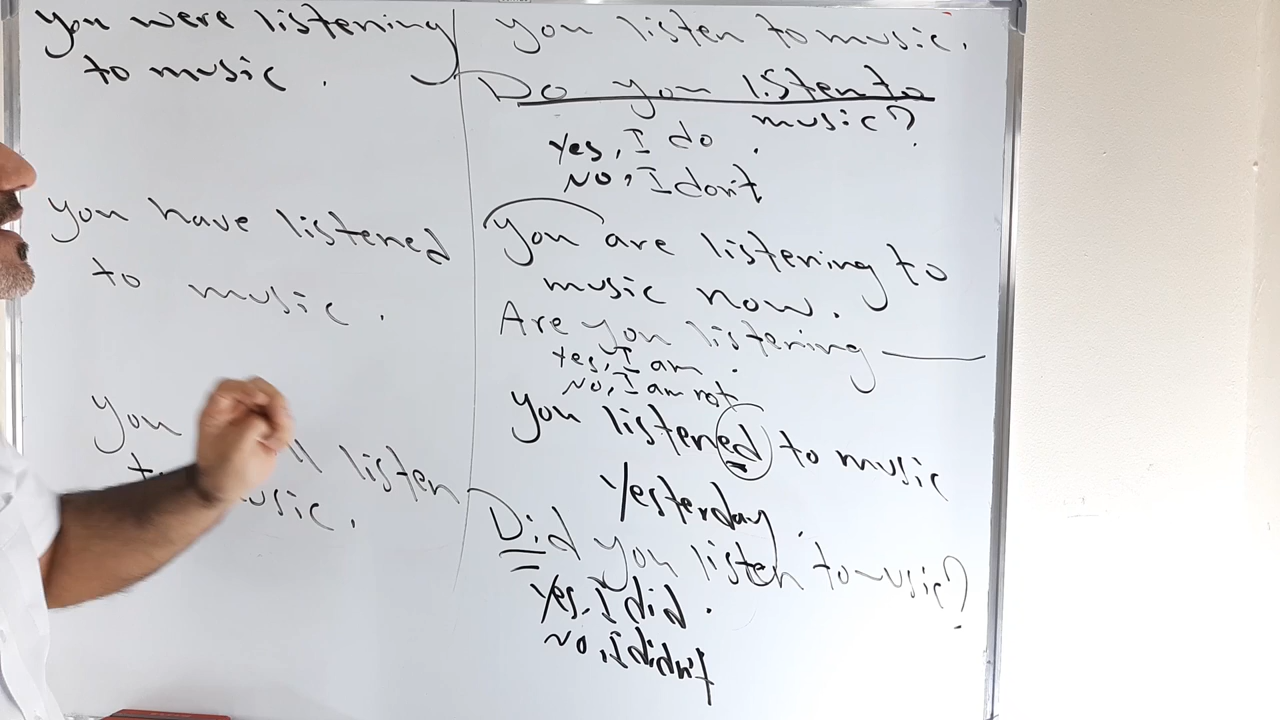 you were listening
to music.
you have listened
to music.
you listen
music.
you listen to music.
Do you listen to
music?
Yes, I do.
No, I don't
You are listening to
music now.
Are you listening
Yes, I am.
No, I am not
you listened to music
Yesterday.
Did you listen to music?
Yes, I did.
No, I didn't